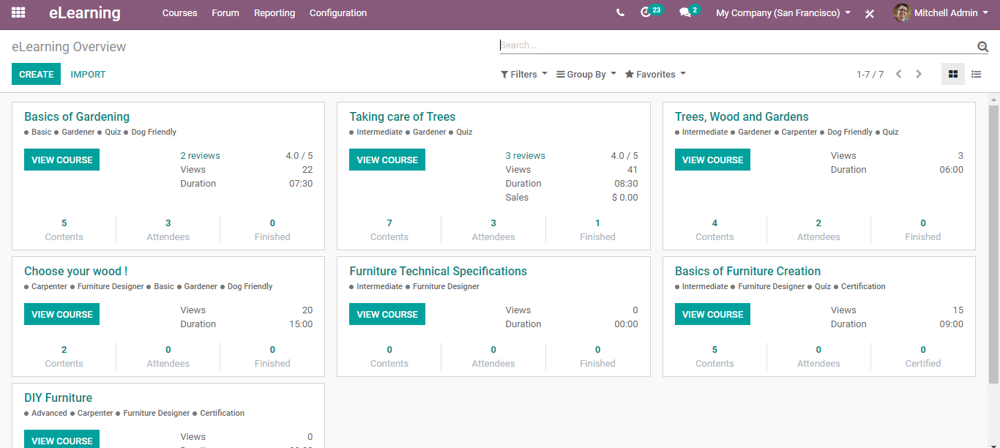 eLearning Courses Forum Reporting Configuration 23 2 My Company (San Francisco) Mitchell Admin
eLearning Overview
Search...
CREATE IMPORT
Filters Group By Favorites 1-7 / 7
Basics of Gardening
Basic Gardener Quiz Dog Friendly
VIEW COURSE
2 reviews 4.0 / 5
Views 22
Duration 07:30
5 3 0
Contents Attendees Finished
Taking care of Trees
Intermediate Gardener Quiz
VIEW COURSE
3 reviews 4.0 / 5
Views 41
Duration 08:30
Sales $ 0.00
7 3 1
Contents Attendees Finished
Trees, Wood and Gardens
Intermediate Gardener Carpenter Dog Friendly Quiz
VIEW COURSE
Views 3
Duration 06:00
4 2 0
Contents Attendees Finished
Choose your wood !
Carpenter Furniture Designer Basic Gardener Dog Friendly
VIEW COURSE
Views 20
Duration 15:00
2 0 0
Contents Attendees Finished
Furniture Technical Specifications
Intermediate Furniture Designer
VIEW COURSE
Views 0
Duration 00:00
0 0 0
Contents Attendees Finished
Basics of Furniture Creation
Intermediate Furniture Designer Quiz Certification
VIEW COURSE
Views 15
Duration 09:00
5 0 0
Contents Attendees Certified
DIY Furniture
Advanced Carpenter Furniture Designer Certification
VIEW COURSE
Views 0